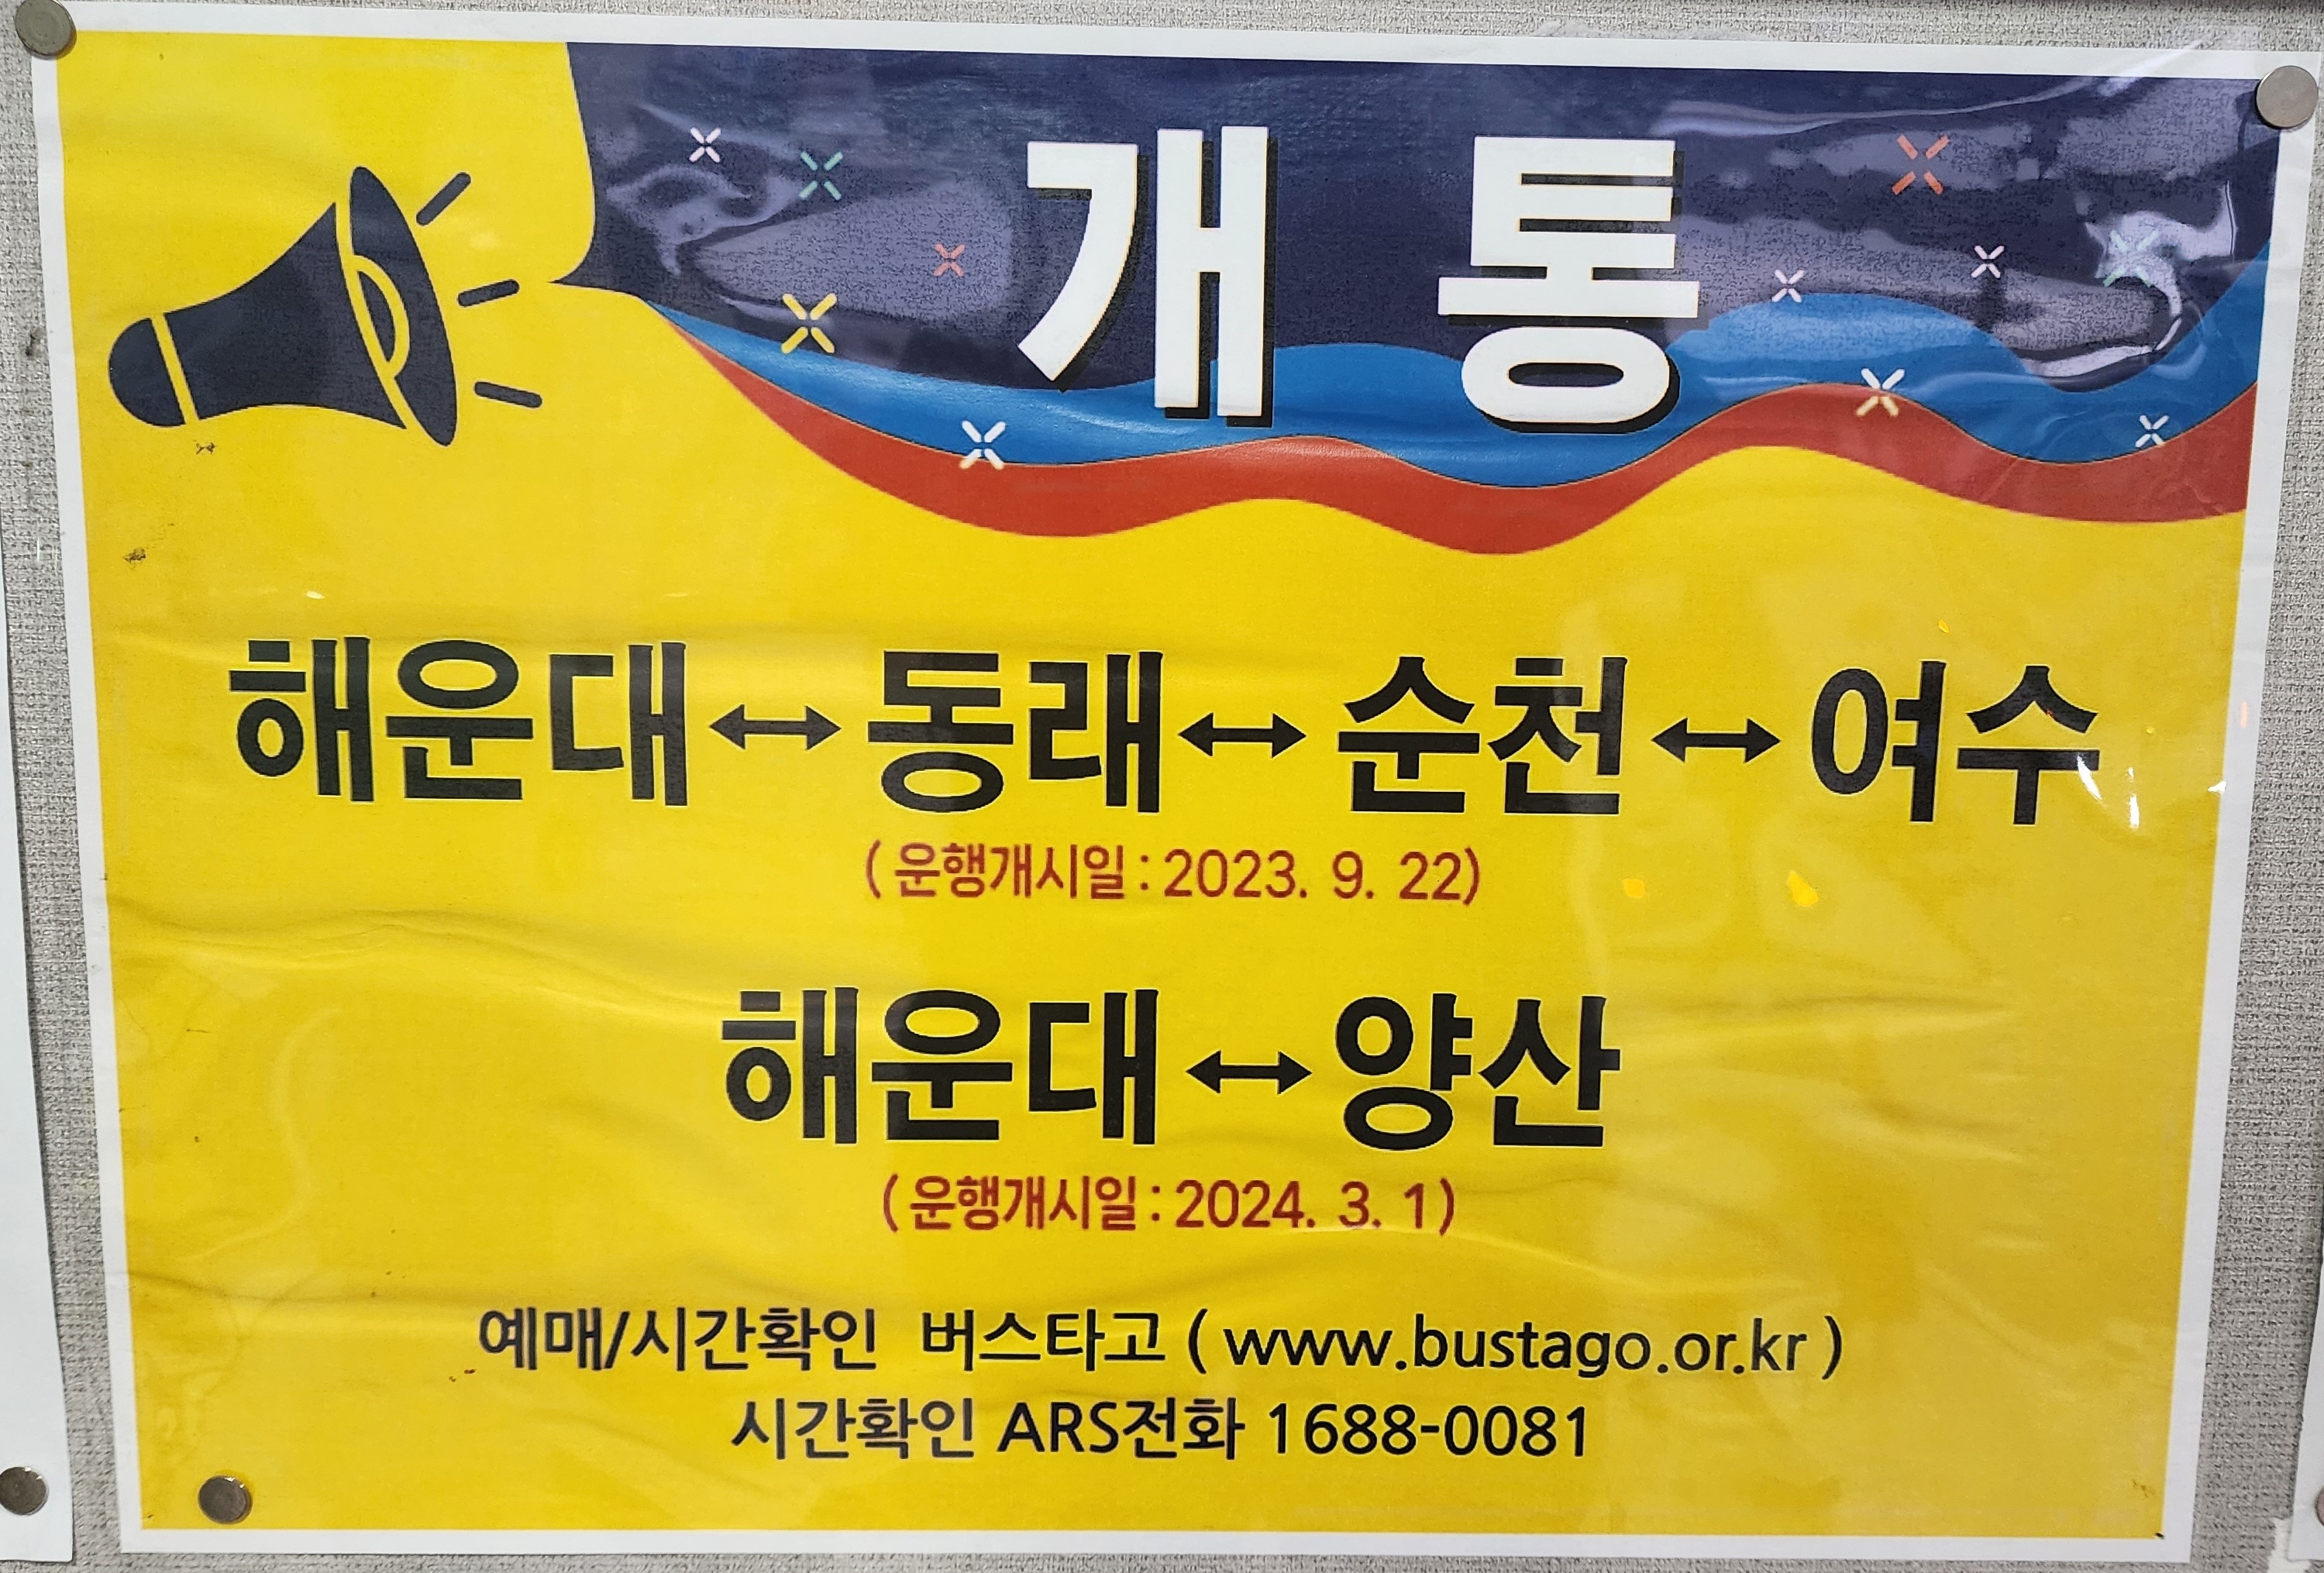 개 통
해운대↔동래↔순천↔여수
( 운행개시일 : 2023. 9. 22)
해운대↔양산
( 운행개시일 : 2024. 3. 1)
예매/시간확인 버스타고 ( www.bustago.or.kr )
시간확인 ARS전화 1688-0081